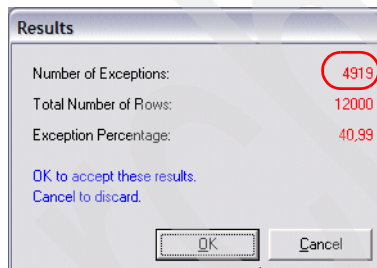 Results
Number of Exceptions: 4919
Total Number of Rows: 12000
Exception Percentage: 40,99
OK to accept these results.
Cancel to discard.
OK Cancel